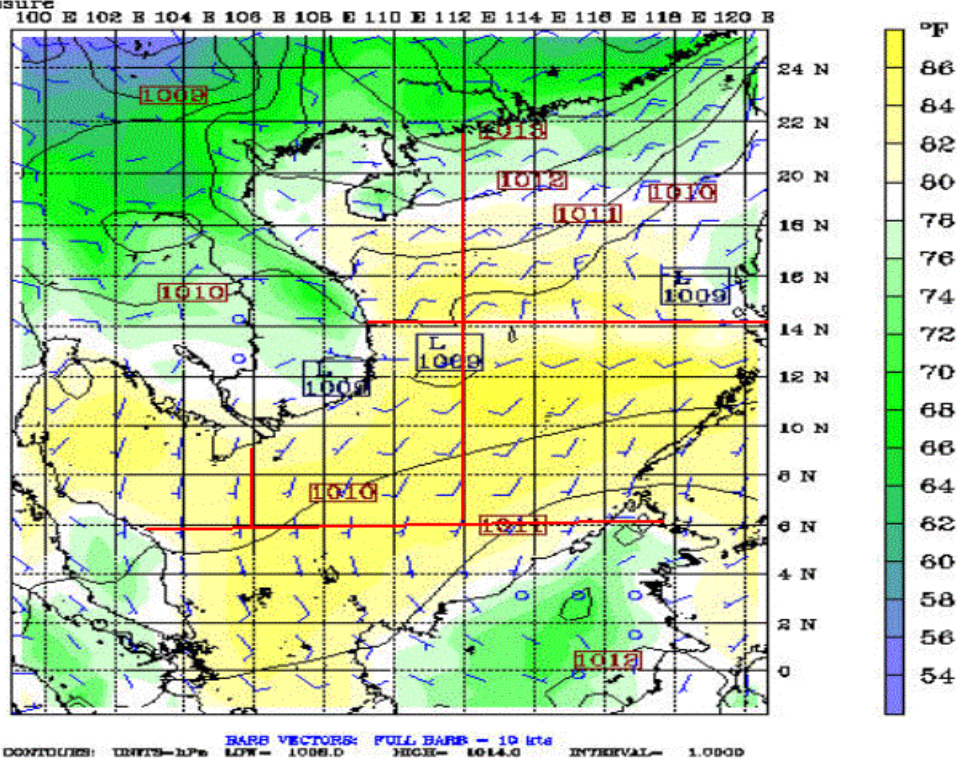 sure
100 E 102 E 104 E 106 E 108 E 110 E 112 E 114 E 116 E 118 E 120 E
°F
24 N
86
1009
84
22 N
1013
82
20 N
1012
1010
80
1011
18 N
78
16 N
76
L
1009
1010
74
14 N
72
L
1009
L
1009
12 N
70
10 N
68
66
8 N
1010
64
6 N
1011
62
4 N
60
2 N
58
1012
0
56
54
BARB VECTORS: FULL BARB = 10 kts
CONTOURS: UNITS=hPa LOW= 1008.0 HIGH= 1014.0 INTERVAL= 1.0000